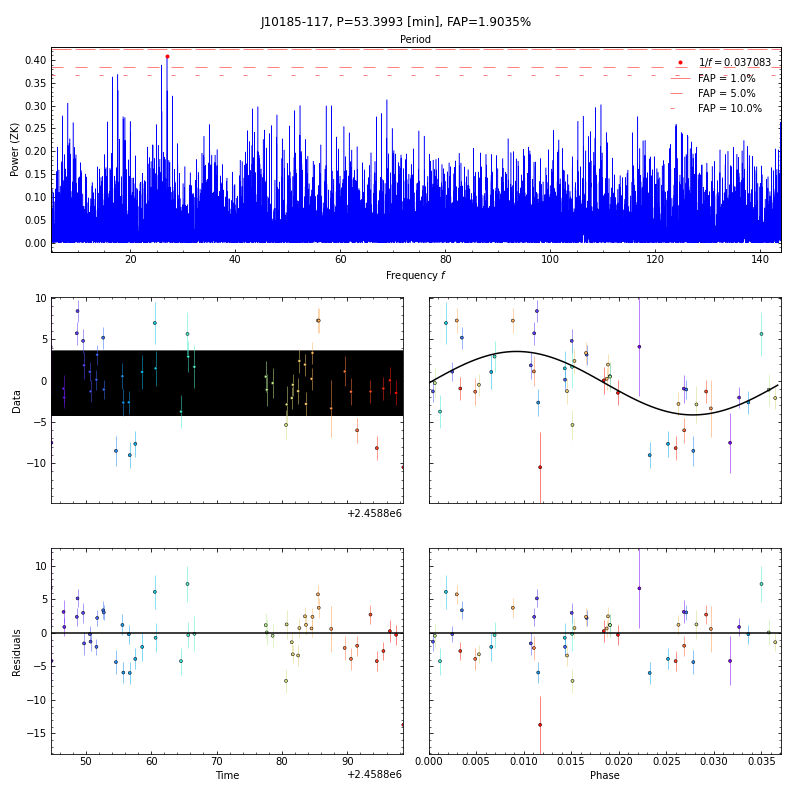 J10185-117, P=53.3993 [min], FAP=1.9035%
Period
Power (ZK)
0.40
0.35
0.30
0.25
0.20
0.15
0.10
0.05
0.00
1/f = 0.037083
FAP = 1.0%
FAP = 5.0%
FAP = 10.0%
20 40 60 80 100 120 140
Frequency f
Data
10
5
0
−5
−10
+2.4588e6
Residuals
10
5
0
−5
−10
−15
50 60 70 80 90
Time
+2.4588e6
0.000 0.005 0.010 0.015 0.020 0.025 0.030 0.035
Phase